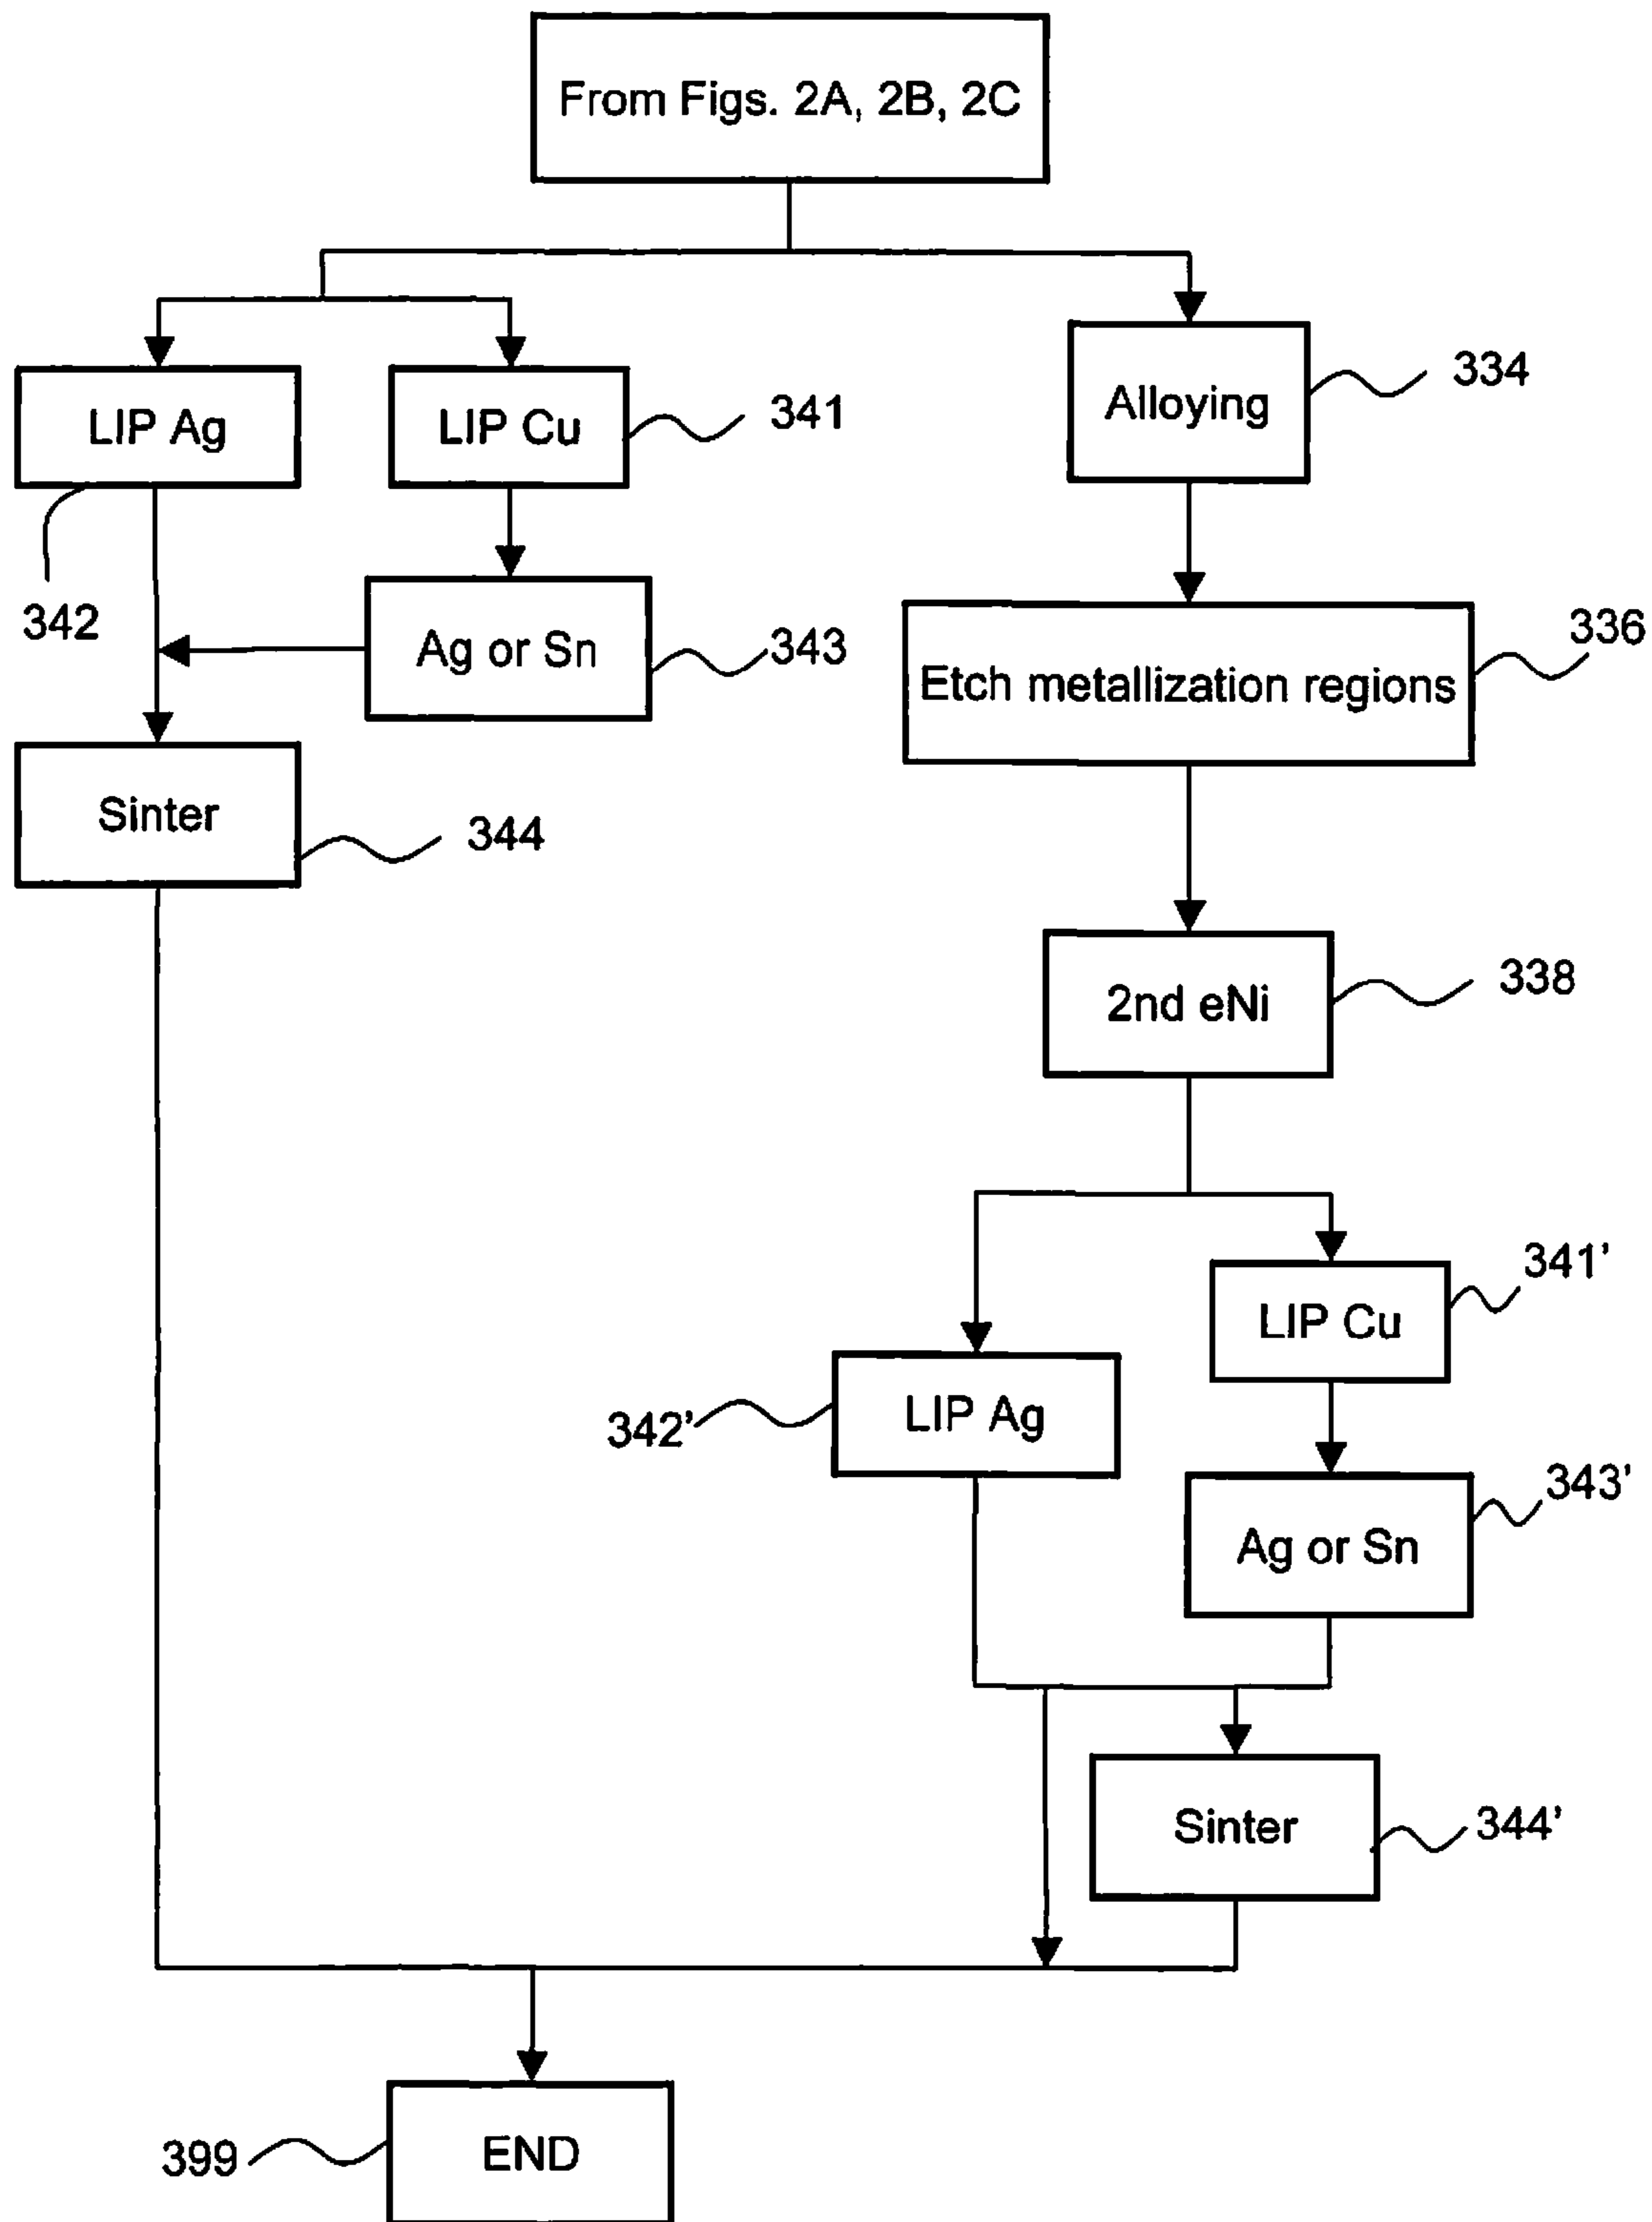 From Figs. 2A, 2B, 2C
LIP Ag
342
LIP Cu
341
Ag or Sn
343
Sinter
344
Alloying
334
Etch metallization regions
336
2nd eNi
338
LIP Ag
342’
LIP Cu
341’
Ag or Sn
343’
Sinter
344’
END
399